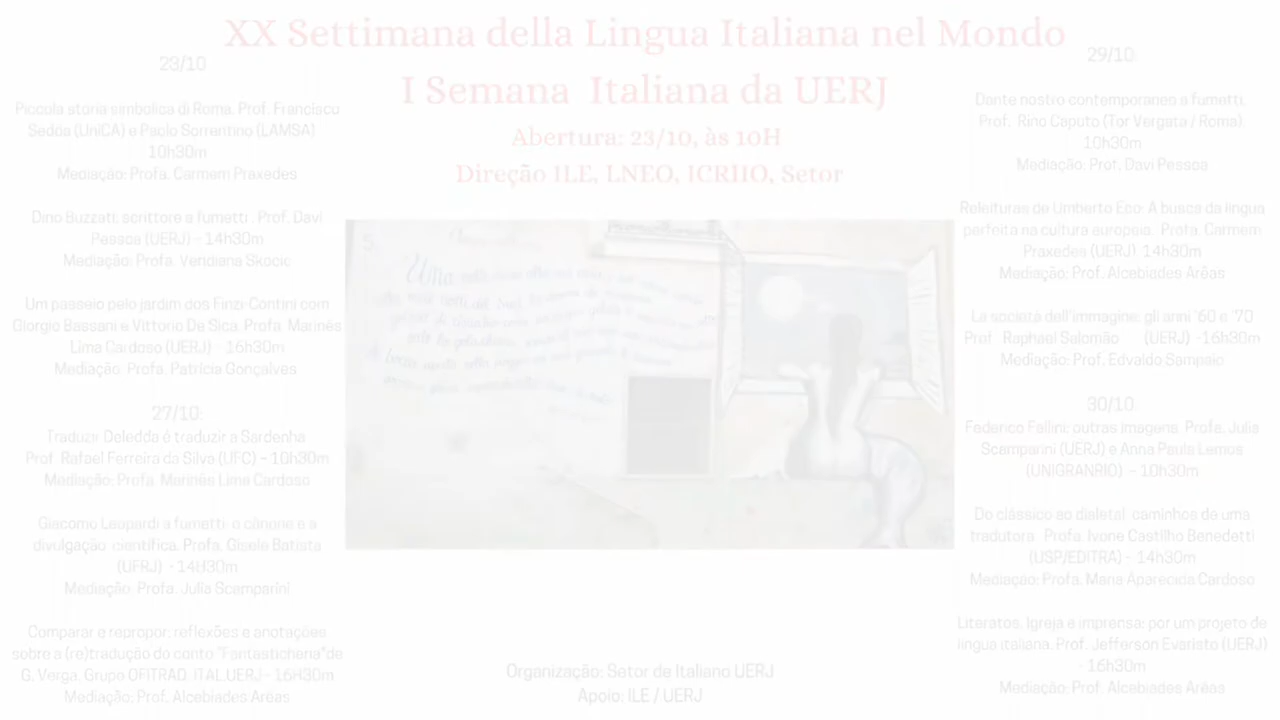 XX Settimana della Lingua Italiana nel Mondo
I Semana Italiana da UERJ
Abertura: 23/10, às 10H
Direção ILE, LNEO, ICRIIO, Setor
23/10
Piccola storia simbolica di Roma. Prof. Francisco
Sedda (UniCA) e Paolo Sorrentino (LAMSA)
10h30m
Mediação: Profa. Carmem Praxedes
Dino Buzzati: scrittore a fumetti. Prof. Davi
Pessoa (UERJ) - 14h30m
Mediação: Profa. Veridiana Skocic
Um passeio pelo jardim dos Finzi-Contini com
Giorgio Bassani e Vittorio De Sica. Profa. Marinês
Lima Cardoso (UERJ) - 16h30m
Mediação: Profa. Patrícia Gonçalves
27/10:
Traduzir Deledda é traduzir a Sardenha
Prof. Rafael Ferreira da Silva (UFC) - 10h30m
Mediação: Profa. Marinês Lima Cardoso
Giacomo Leopardi a fumetti: o cânone e a
divulgação científica. Profa. Gisele Batista
(UFRJ) - 14H30m
Mediação: Profa. Julia Scamparini
Comparar e repropor: reflexões e anotações
sobre a (re)tradução do conto "Fantasticheria" de
G. Verga. Grupo OFITRAD. ITAL.UERJ - 16H30m
Mediação: Prof. Alcebiades Arêas
Una
Organização: Setor de Italiano UERJ
Apoio: ILE / UERJ
29/10:
Dante nostro contemporaneo a fumetti.
Prof. Rino Caputo (Tor Vergata / Roma)
10h30m
Mediação: Prof. Davi Pessoa
Releituras de Umberto Eco: A busca da língua
perfeita na cultura europeia. Profa. Carmem
Praxedes (UERJ) 14h30m
Mediação: Prof. Alcebiades Arêas
La società dell'immagine: gli anni '60 e '70
Prof. Raphael Salomão (UERJ) -16h30m
Mediação: Prof. Edvaldo Sampaio
30/10:
Federico Fellini: outras imagens. Profa. Julia
Scamparini (UERJ) e Anna Paula Lemos
(UNIGRANRIO) - 10h30m
Do clássico ao dialetal: caminhos de uma
tradutora. Profa. Ivone Castilho Benedetti
(USP/EDITRA) - 14h30m
Mediação: Profa. Maria Aparecida Cardoso
Literatos, Igreja e imprensa: por um projeto de
língua italiana. Prof. Jefferson Evaristo (UERJ)
- 16h30m
Mediação: Prof. Alcebiades Arêas